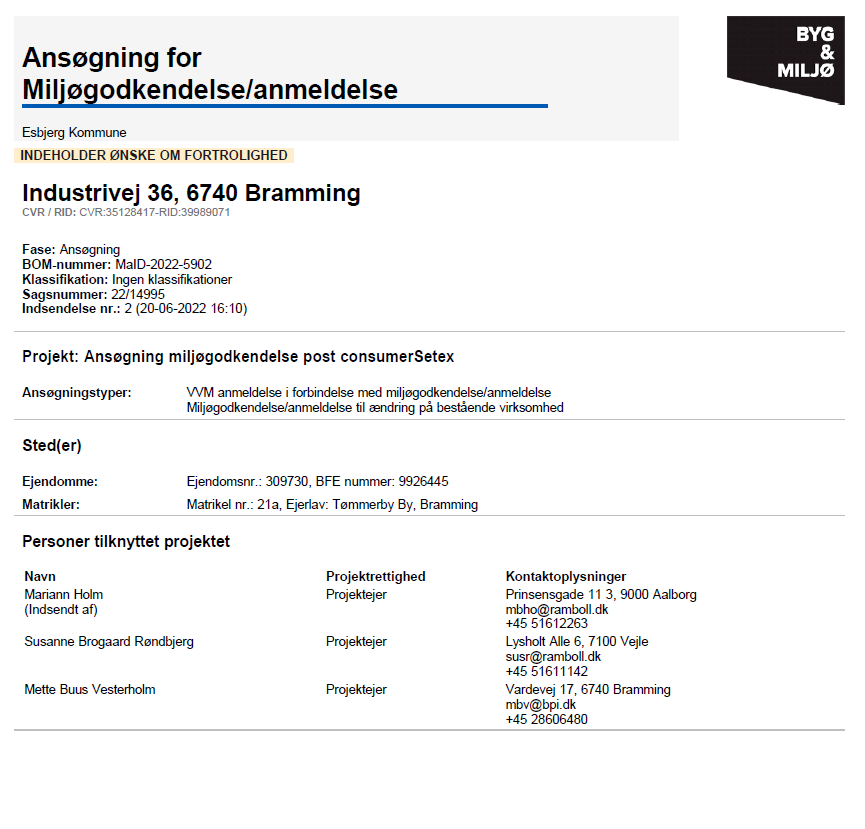 BYG
&
MILJØ
Ansøgning for
Miljøgodkendelse/anmeldelse
Esbjerg Kommune
INDEHOLDER ØNSKE OM FORTROLIGHED
Industrivej 36, 6740 Bramming
CVR / RID: CVR:35128417-RID:39989071
Fase: Ansøgning
BOM-nummer: MaID-2022-5902
Klassifikation: Ingen klassifikationer
Sagsnummer: 22/14995
Indsendelse nr.: 2 (20-06-2022 16:10)
Projekt: Ansøgning miljøgodkendelse post consumerSetex
Ansøgningstyper: VVM anmeldelse i forbindelse med miljøgodkendelse/anmeldelse
Miljøgodkendelse/anmeldelse til ændring på bestående virksomhed
Sted(er)
Ejendomme: Ejendomsnr.: 309730, BFE nummer: 9926445
Matrikler: Matrikel nr.: 21a, Ejerlav: Tømmerby By, Bramming
Personer tilknyttet projektet
Navn Projektrettighed Kontaktoplysninger
Mariann Holm Projektejer Prinsensgade 11 3, 9000 Aalborg
(Indsendt af) mbho@ramboll.dk
+45 51612263
Susanne Brogaard Røndbjerg Projektejer Lysholt Alle 6, 7100 Vejle
susr@ramboll.dk
+45 51611142
Mette Buus Vesterholm Projektejer Vardevej 17, 6740 Bramming
mbv@bpi.dk
+45 28606480